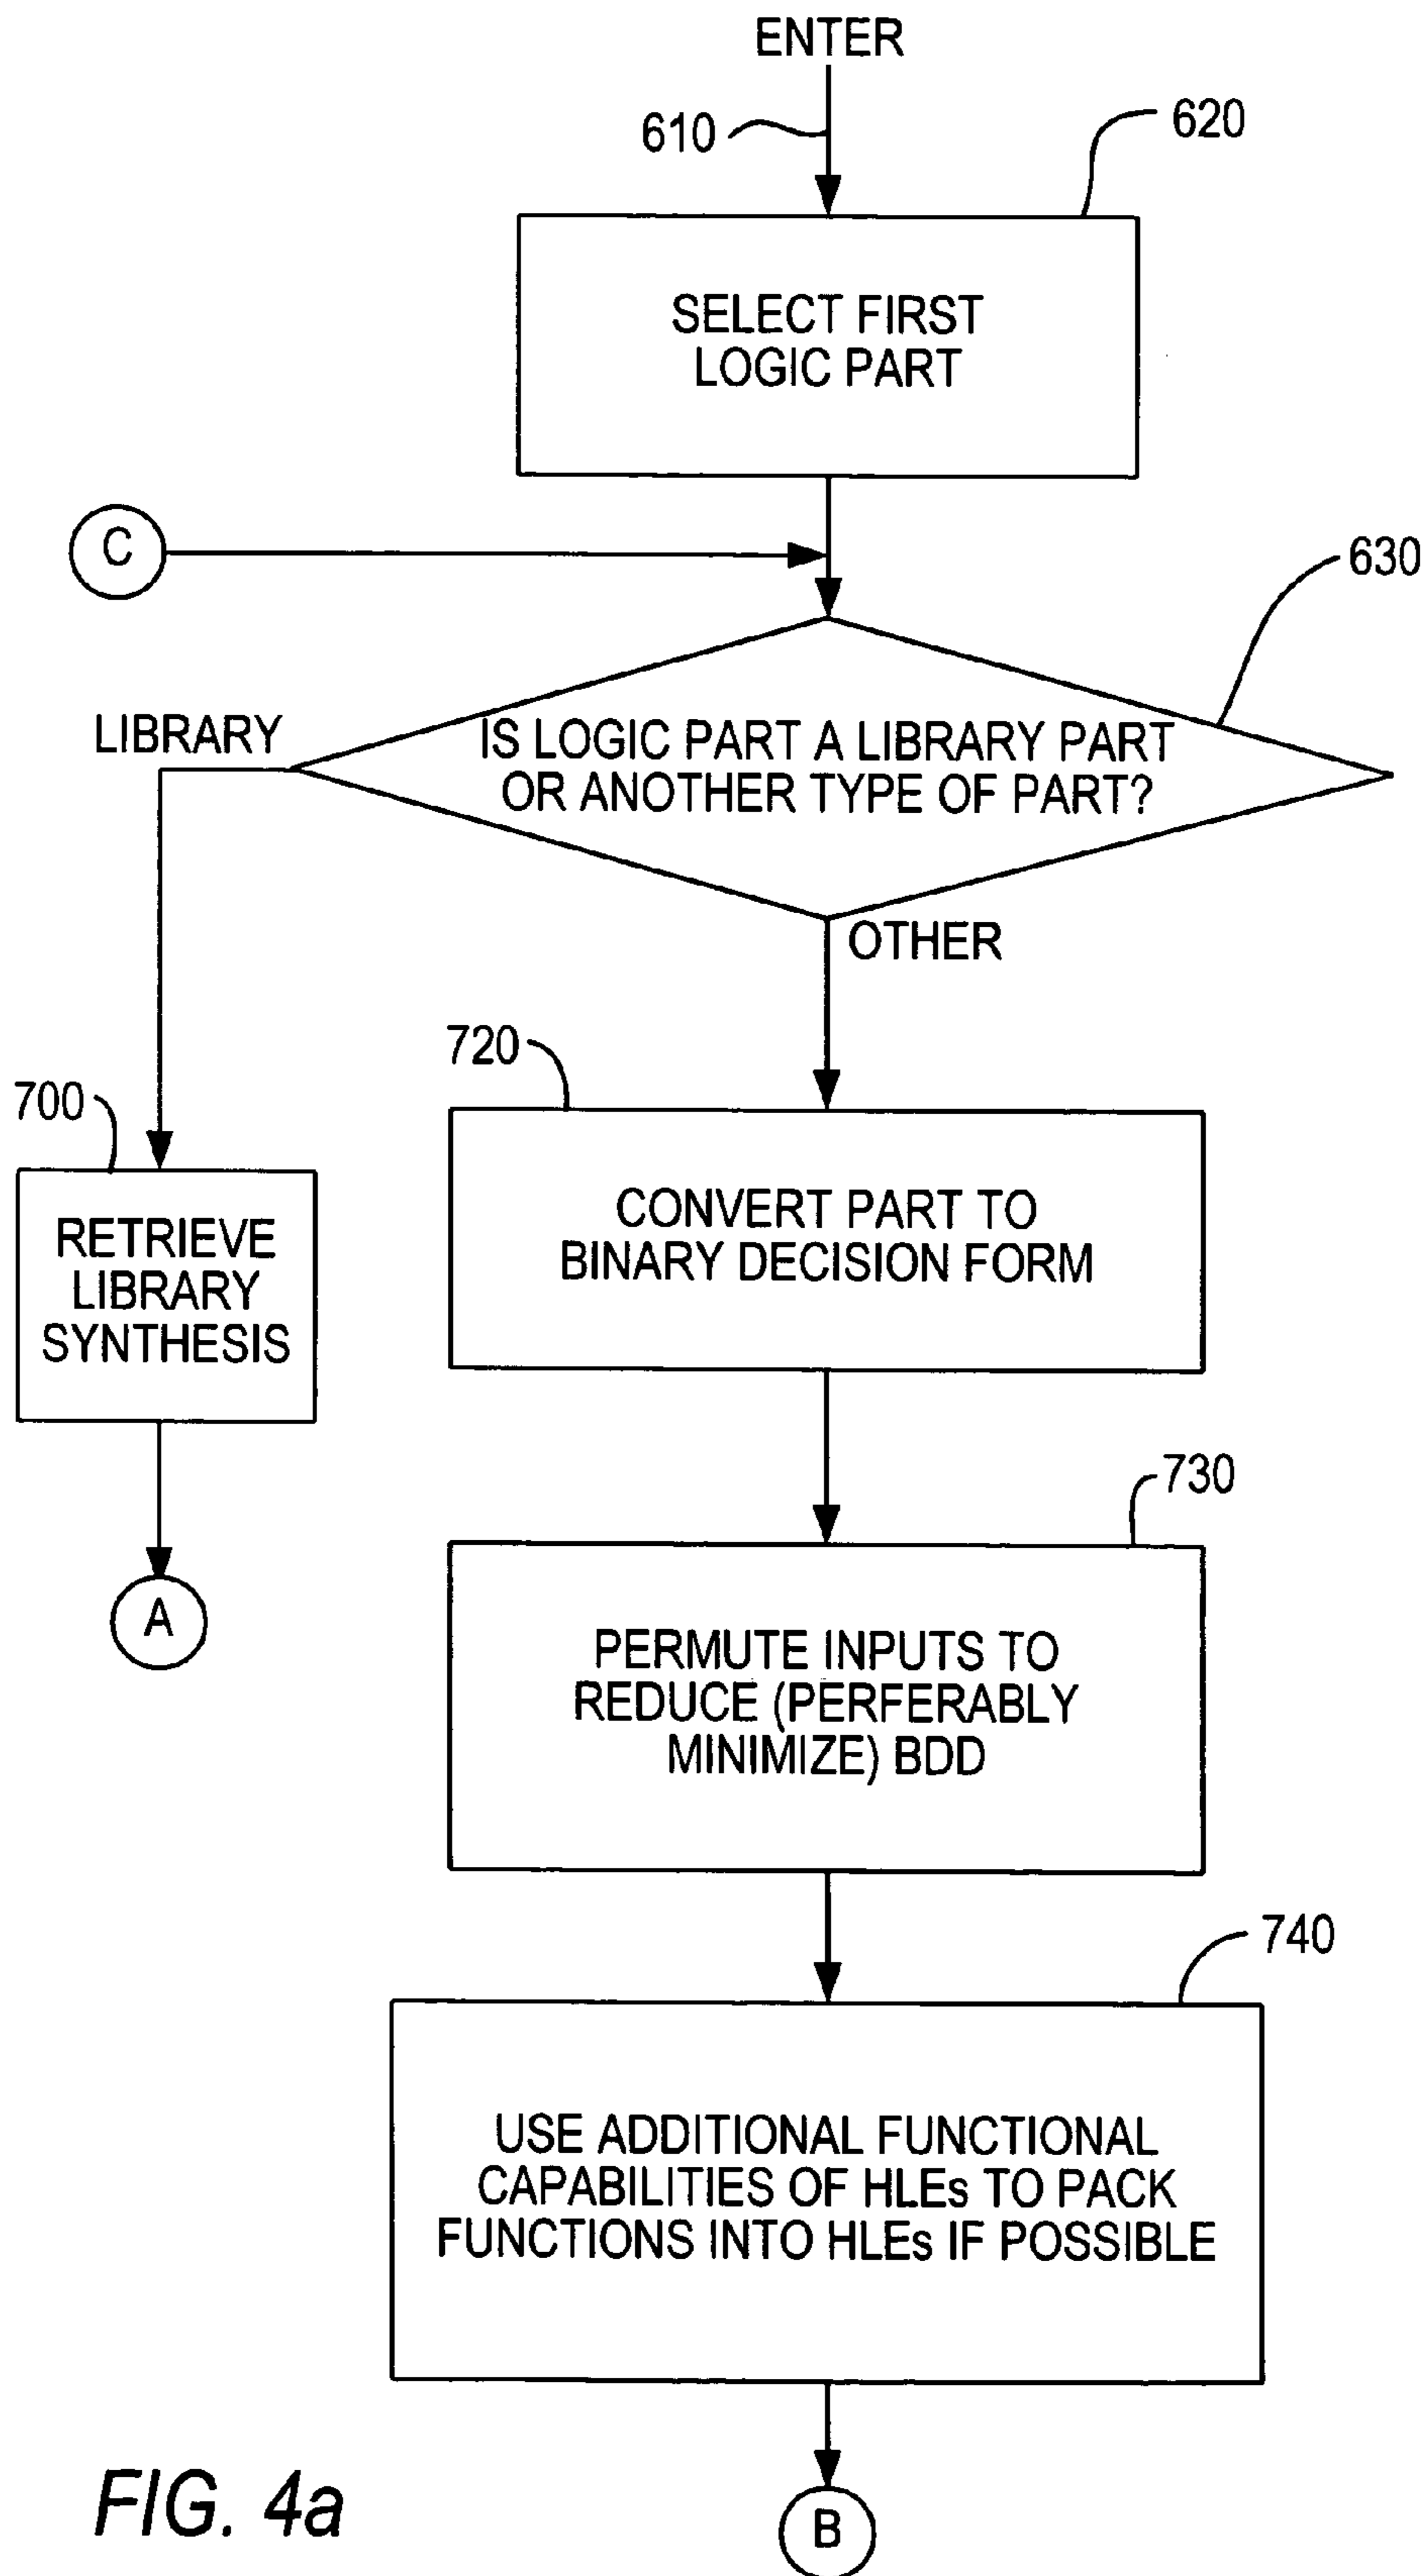 ENTER
610
620
SELECT FIRST
LOGIC PART
C
630
LIBRARY
IS LOGIC PART A LIBRARY PART
OR ANOTHER TYPE OF PART?
OTHER
720
700
CONVERT PART TO
BINARY DECISION FORM
RETRIEVE
LIBRARY
SYNTHESIS
730
A
PERMUTE INPUTS TO
REDUCE (PERFERABLY
MINIMIZE) BDD
740
USE ADDITIONAL FUNCTIONAL
CAPABILITIES OF HLEs TO PACK
FUNCTIONS INTO HLEs IF POSSIBLE
FIG. 4a
B